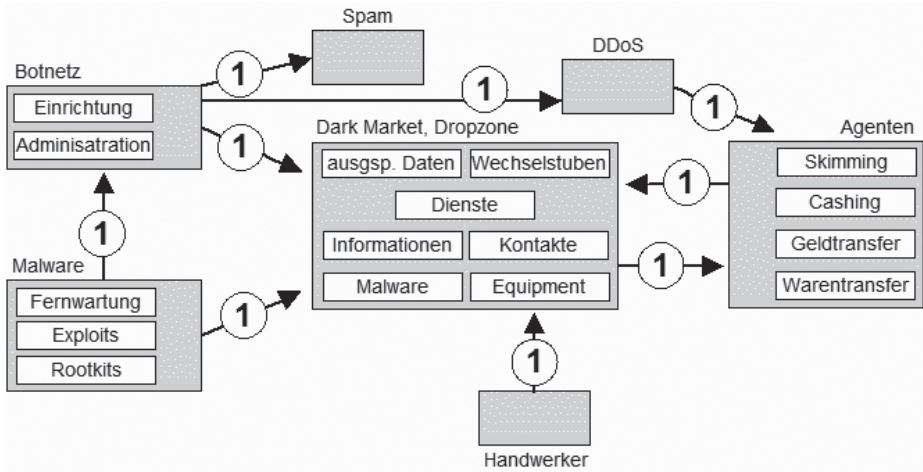 Spam
DDoS
Botnetz
1
1
Einrichtung
Adminisatration
1
1
Dark Market, Dropzone
Agenten
ausgsp. Daten
Wechselstuben
Skimming
1
Dienste
Cashing
1
Informationen
Kontakte
Geldtransfer
1
Malware
Malware
Equipment
Warentransfer
Fernwartung
1
Exploits
Rootkits
1
Handwerker